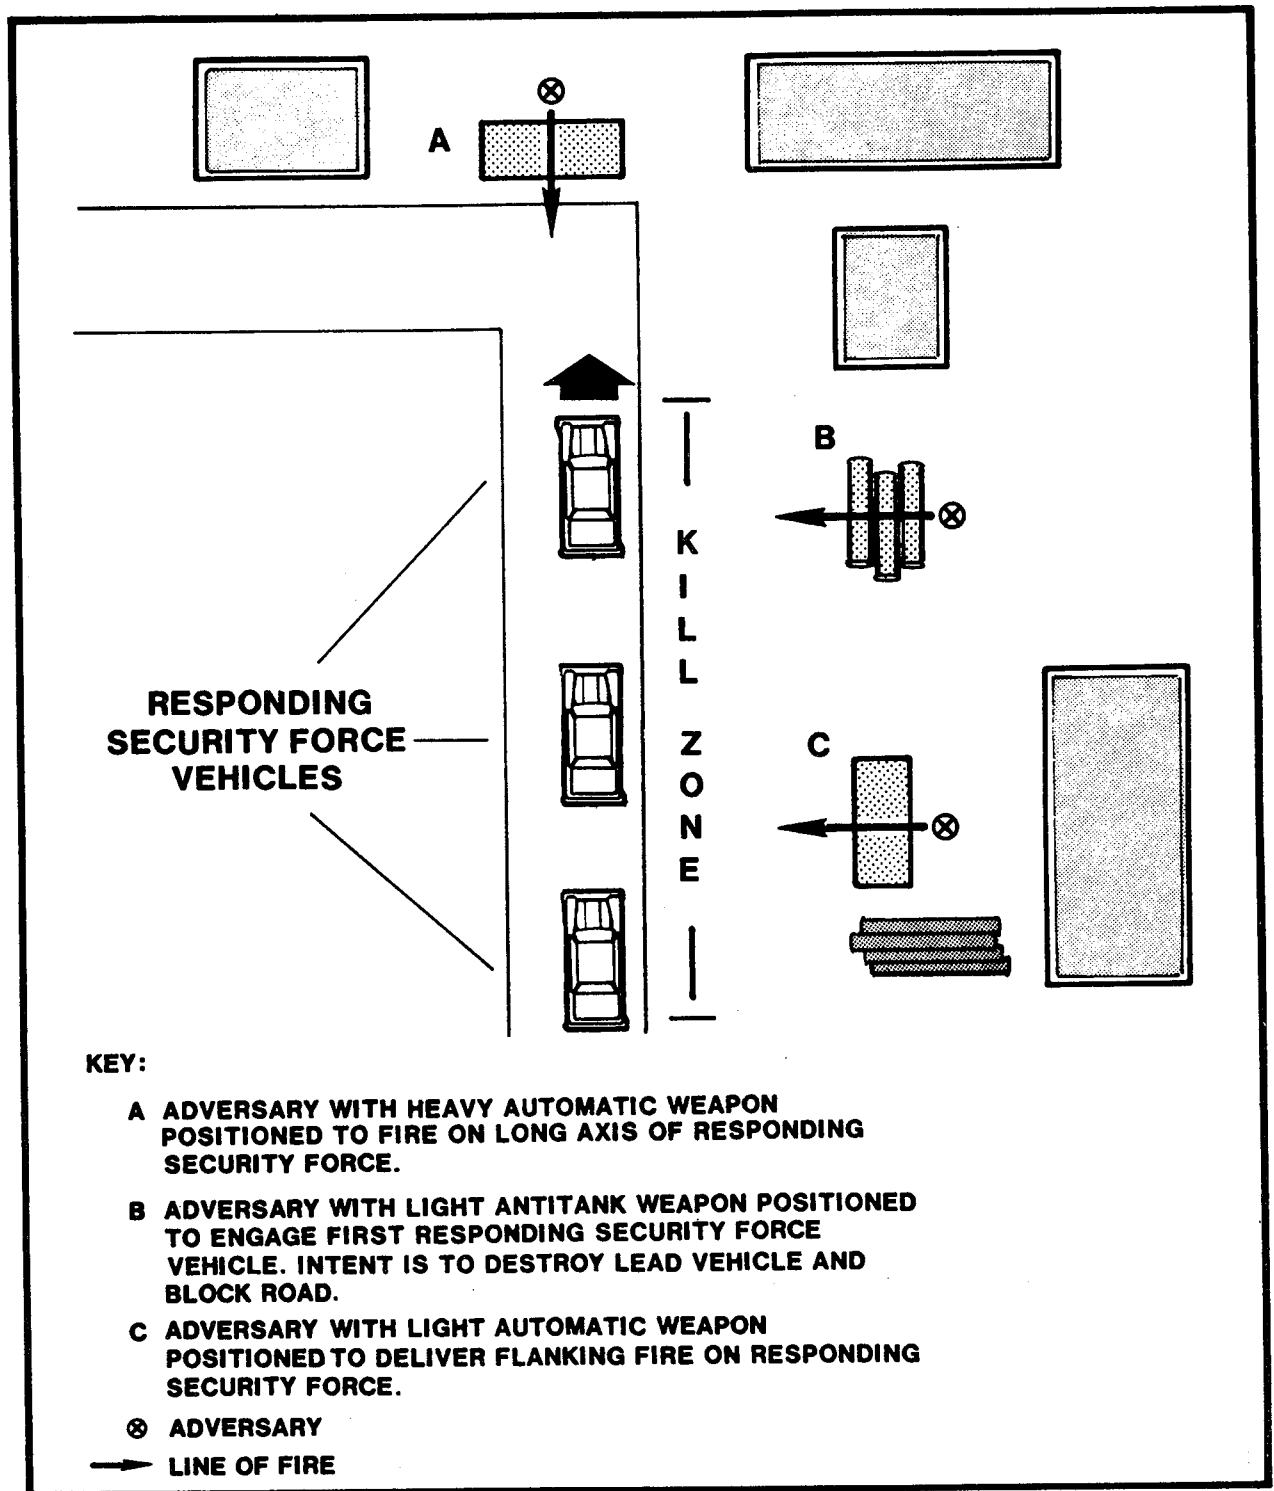 A
B
KILL ZONE
RESPONDING
SECURITY FORCE
VEHICLES
C
KEY:
A ADVERSARY WITH HEAVY AUTOMATIC WEAPON
POSITIONED TO FIRE ON LONG AXIS OF RESPONDING
SECURITY FORCE.
B ADVERSARY WITH LIGHT ANTITANK WEAPON POSITIONED
TO ENGAGE FIRST RESPONDING SECURITY FORCE
VEHICLE. INTENT IS TO DESTROY LEAD VEHICLE AND
BLOCK ROAD.
C ADVERSARY WITH LIGHT AUTOMATIC WEAPON
POSITIONED TO DELIVER FLANKING FIRE ON RESPONDING
SECURITY FORCE.
ADVERSARY
LINE OF FIRE